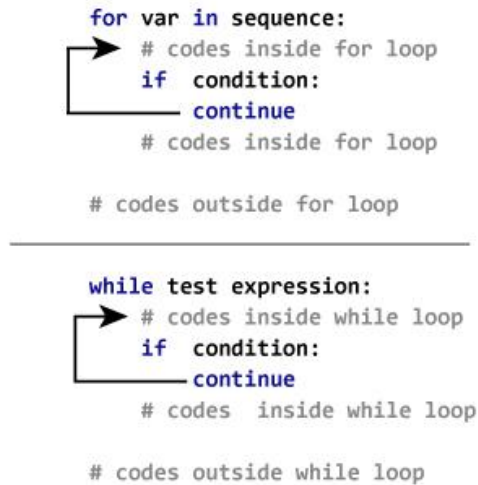 for var in sequence:
# codes inside for loop
if condition:
continue
# codes inside for loop
# codes outside for loop
while test expression:
# codes inside while loop
if condition:
continue
# codes inside while loop
# codes outside while loop